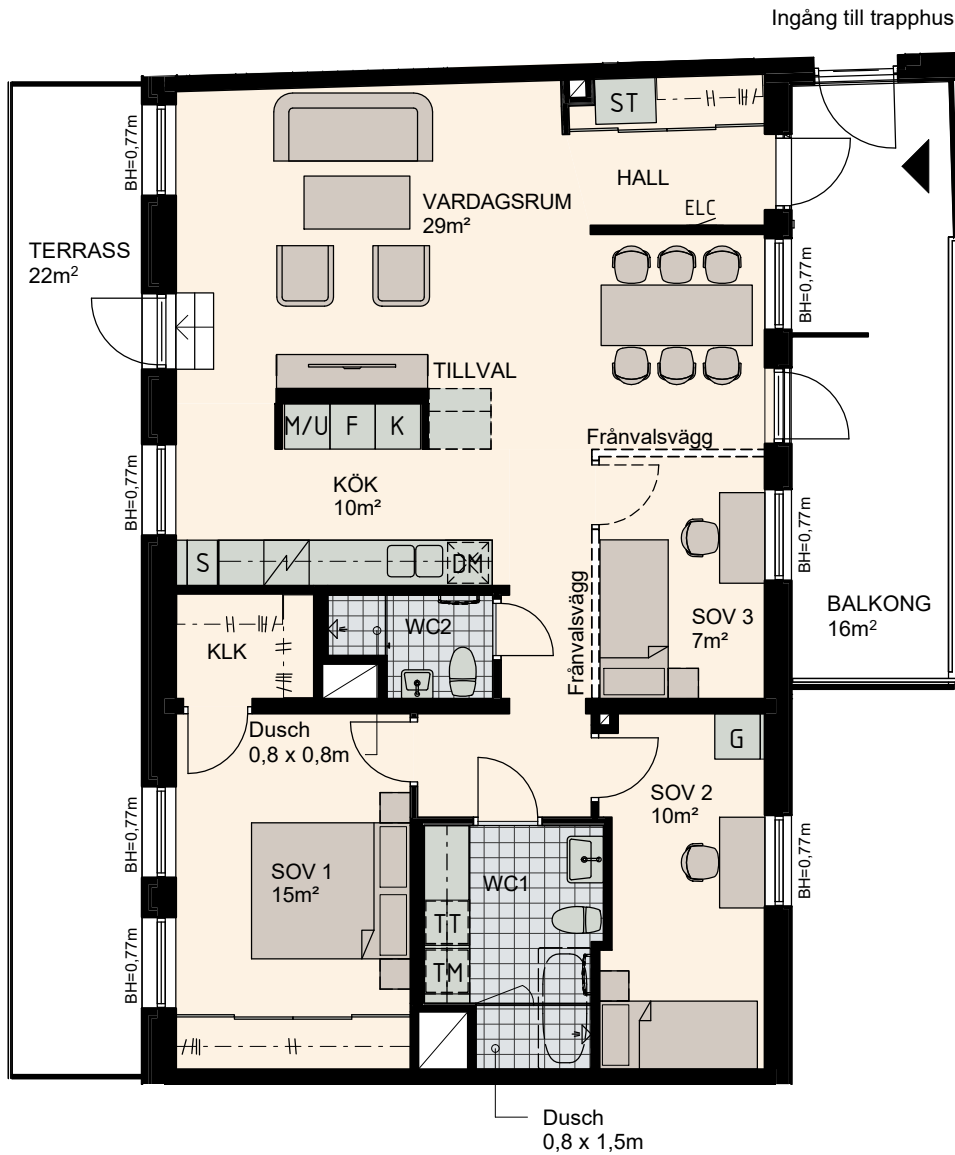 Ingång till trapphus
BH=0,77m
ST
HALL
VARDAGSRUM
29m²
ELC
TERRASS
22m²
BH=0,77m
TILLVAL
M/U F K
Frånvalsvägg
KÖK
10m²
BH=0,77m
BH=0,77m
S
DM
Frånvalsvägg
SOV 3
7m²
BALKONG
16m²
WC2
KLK
Dusch
0,8 x 0,8m
G
SOV 2
10m²
BH=0,77m
BH=0,77m
SOV 1
15m²
WC1
TT
TM
BH=0,77m
Dusch
0,8 x 1,5m